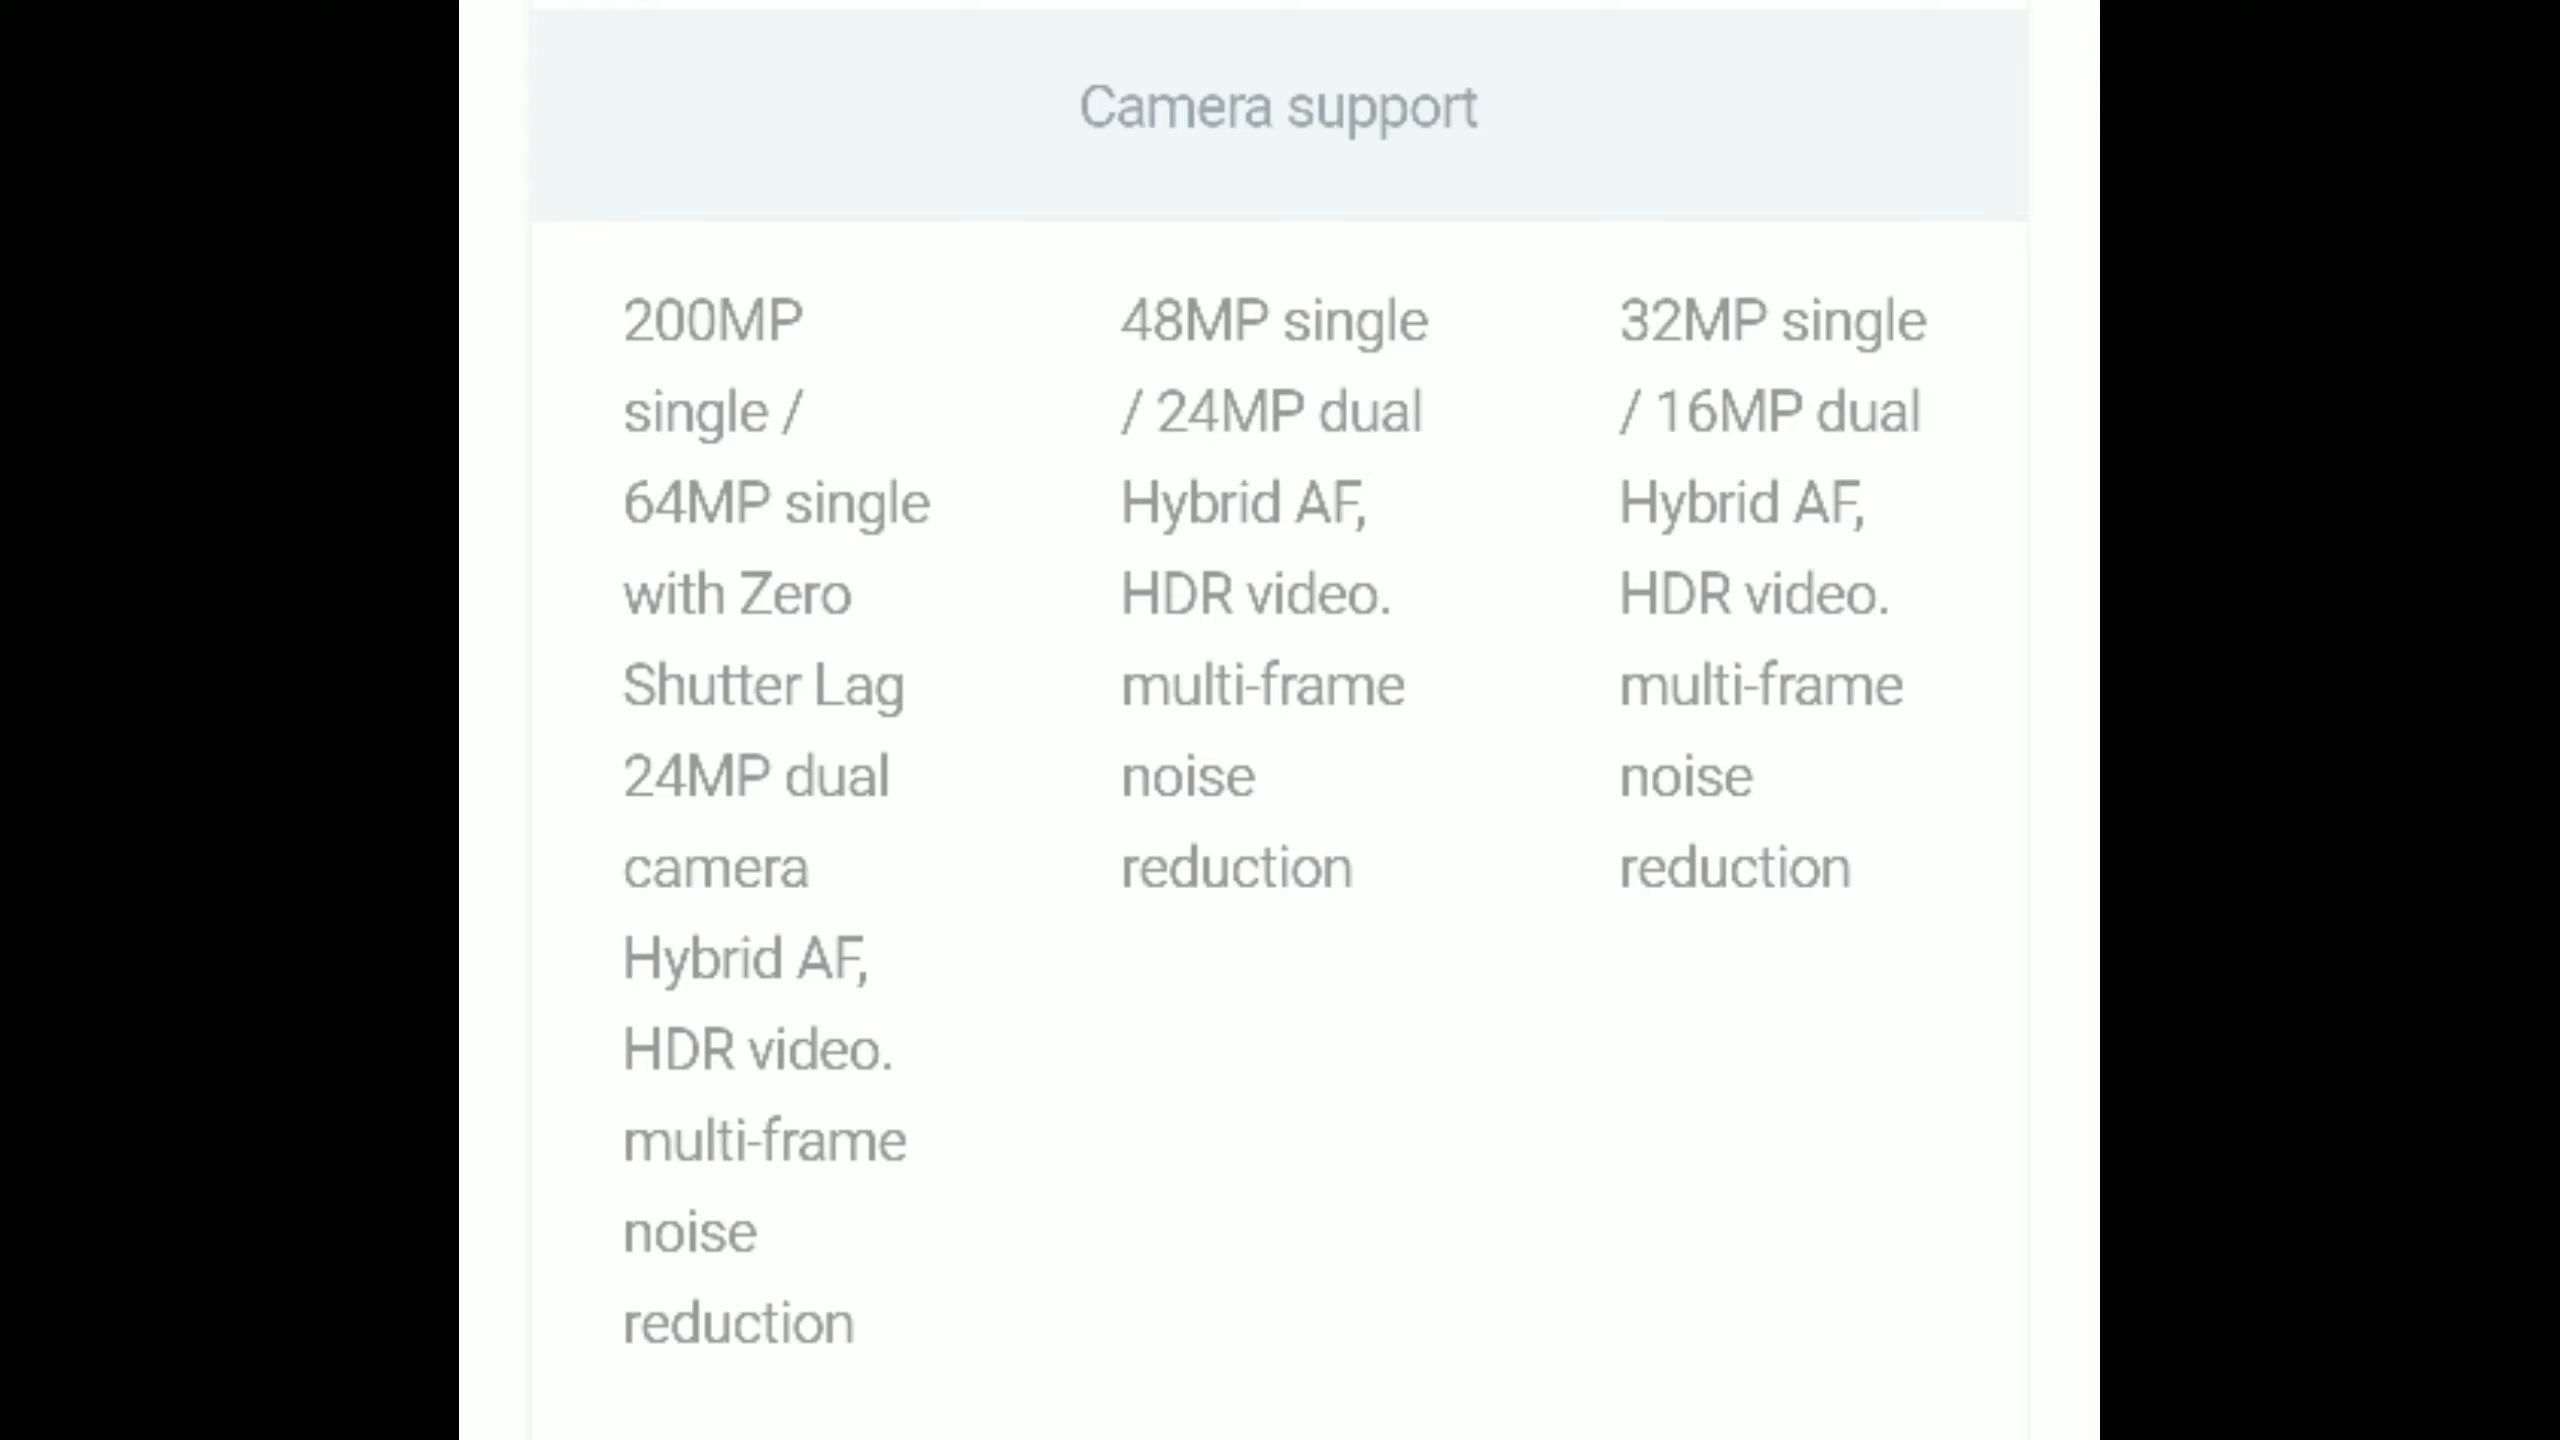 Camera support
200MP
single /
64MP single
with Zero
Shutter Lag
24MP dual
camera
Hybrid AF,
HDR video.
multi-frame
noise
reduction
48MP single
/ 24MP dual
Hybrid AF,
HDR video.
multi-frame
noise
reduction
32MP single
/ 16MP dual
Hybrid AF,
HDR video.
multi-frame
noise
reduction